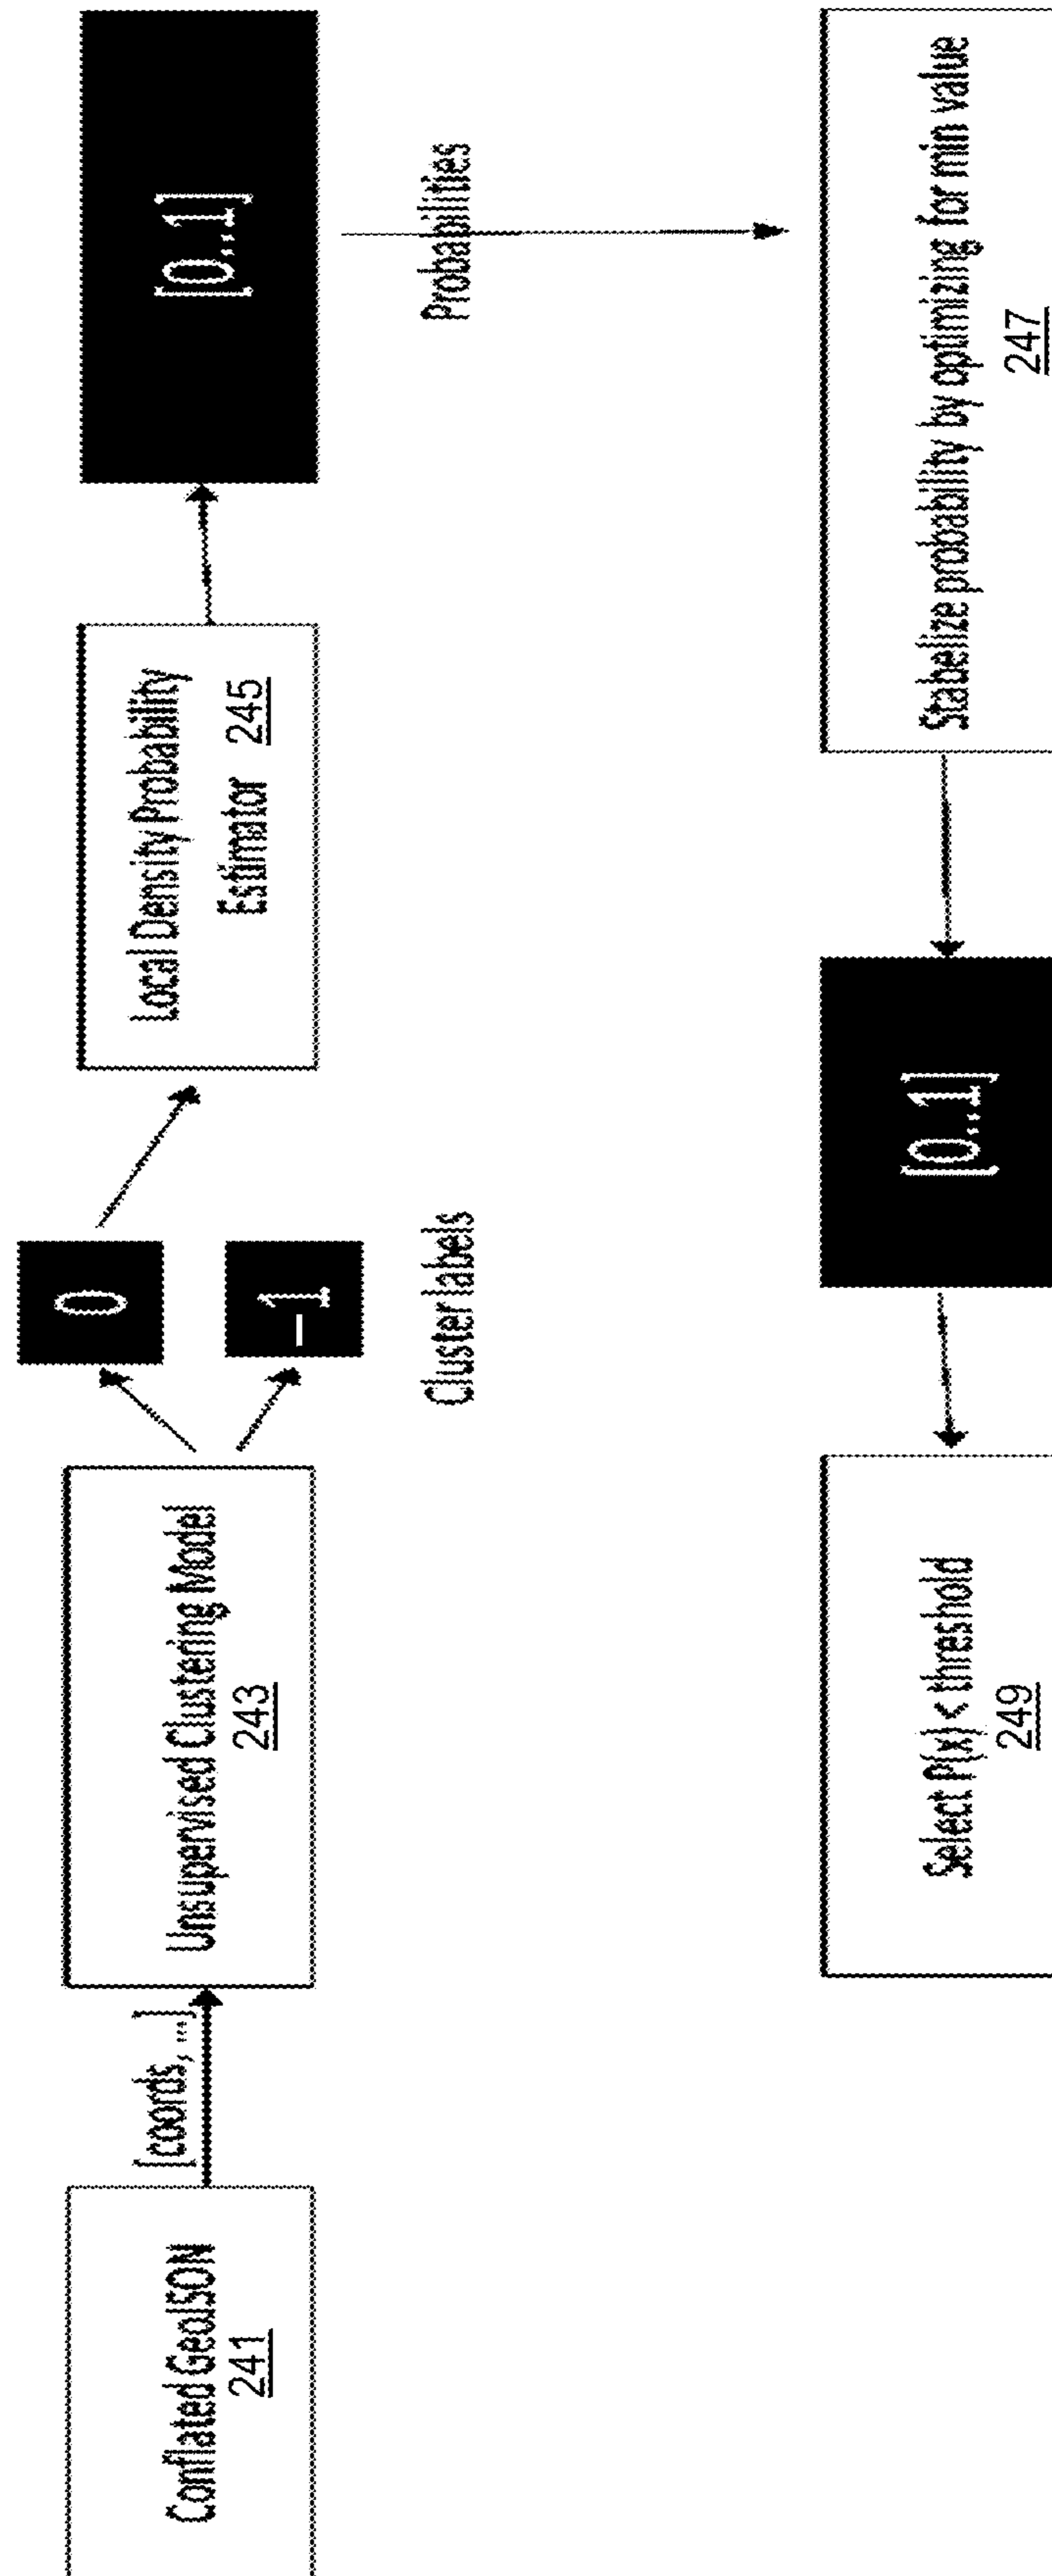 Conflated GeoJSON
241
[coords, ...]
Unsupervised Clustering Model
243
0
-1
Cluster labels
Local Density Probability
Estimator 245
[0..1]
Probabilities
Stabelize probability by optimizing for min value
247
[0..1]
Select P(x) < threshold
249